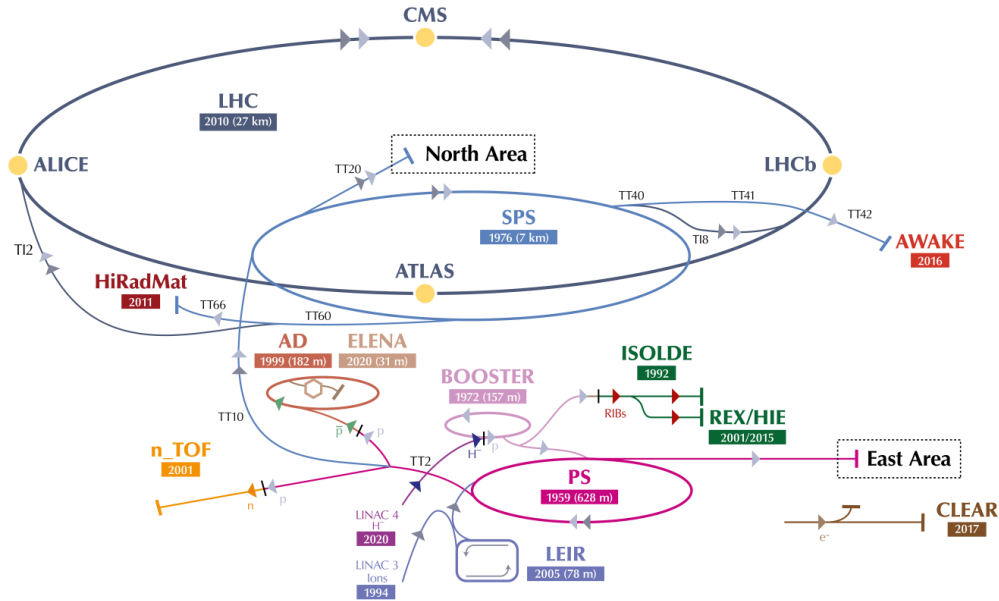 CMS
LHC
2010 (27 km)
North Area
TT20
ALICE
LHCb
TT40
TT41
TT42
SPS
1976 (7 km)
TI8
AWAKE
2016
TI2
ATLAS
HiRadMat
2011
TT66
TT60
AD
1999 (182 m)
ELENA
2020 (31 m)
ISOLDE
1992
BOOSTER
1972 (157 m)
RIBs
REX/HIE
2001/2015
TT10
p̅
p
p
H⁻
TT2
n_TOF
2001
East Area
PS
1959 (628 m)
n
p
LINAC 4
H⁻
2020
CLEAR
2017
e⁻
LEIR
2005 (78 m)
LINAC 3
Ions
1994